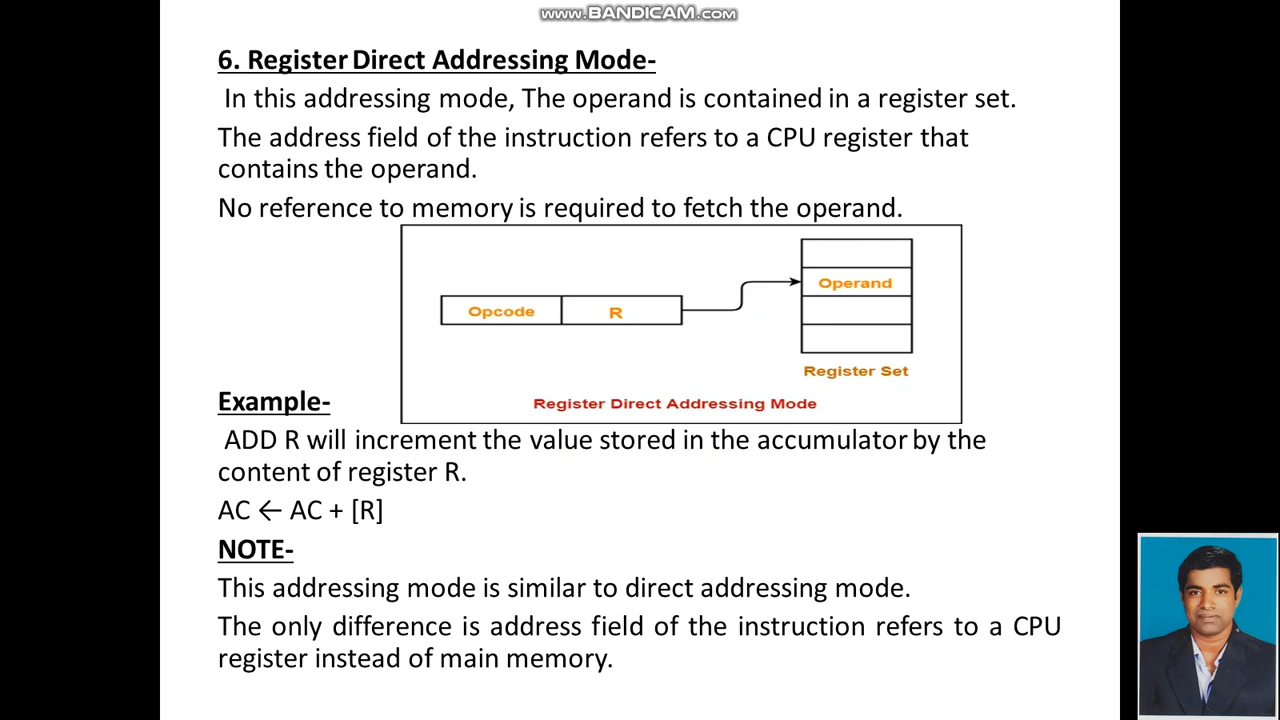 www.BANDICAM.com
6. Register Direct Addressing Mode-
In this addressing mode, The operand is contained in a register set.
The address field of the instruction refers to a CPU register that
contains the operand.
No reference to memory is required to fetch the operand.
Operand
Opcode R
Register Set
Register Direct Addressing Mode
Example-
ADD R will increment the value stored in the accumulator by the
content of register R.
AC ← AC + [R]
NOTE-
This addressing mode is similar to direct addressing mode.
The only difference is address field of the instruction refers to a CPU
register instead of main memory.